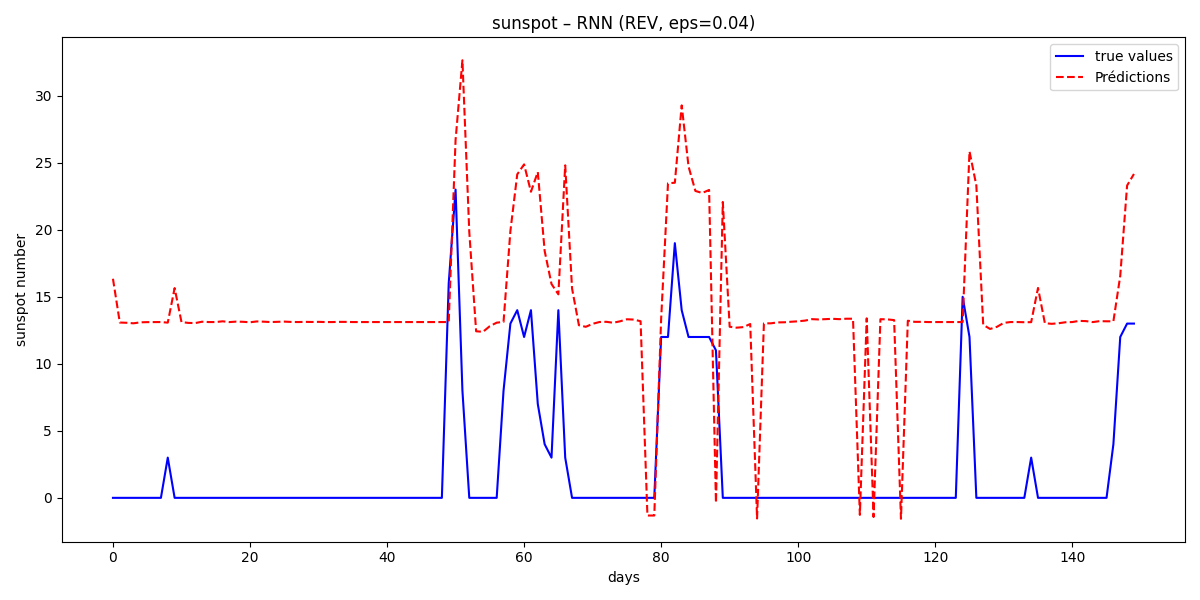 sunspot – RNN (REV, eps=0.04)
true values
Prédictions
sunspot number
30
25
20
15
10
5
0
0 20 40 60 80 100 120 140
days